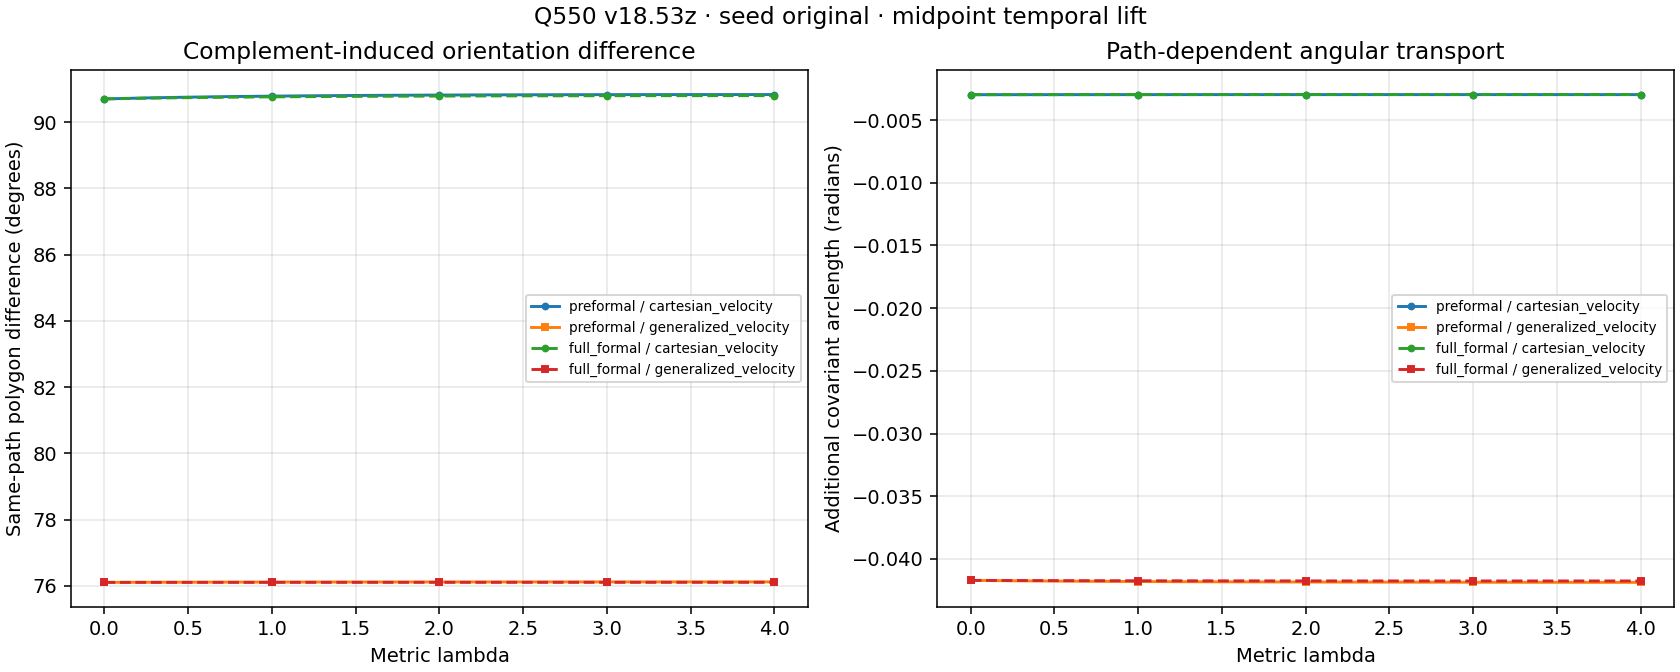 Q550 v18.53z · seed original · midpoint temporal lift
Complement-induced orientation difference
Same-path polygon difference (degrees)
90
88
86
84
82
80
78
76
preformal / cartesian_velocity
preformal / generalized_velocity
full_formal / cartesian_velocity
full_formal / generalized_velocity
0.0 0.5 1.0 1.5 2.0 2.5 3.0 3.5 4.0
Metric lambda
Path-dependent angular transport
Additional covariant arclength (radians)
−0.005
−0.010
−0.015
−0.020
−0.025
−0.030
−0.035
−0.040
preformal / cartesian_velocity
preformal / generalized_velocity
full_formal / cartesian_velocity
full_formal / generalized_velocity
0.0 0.5 1.0 1.5 2.0 2.5 3.0 3.5 4.0
Metric lambda